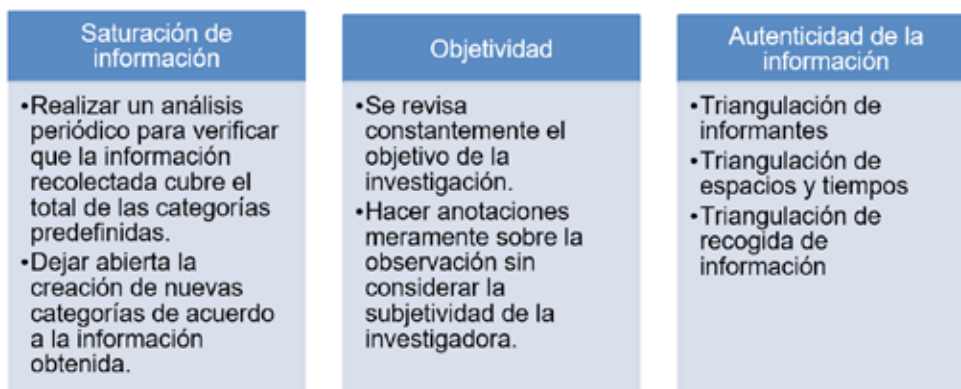 Saturación de
información
•Realizar un análisis
periódico para verificar
que la información
recolectada cubre el
total de las categorías
predefinidas.
•Dejar abierta la
creación de nuevas
categorías de acuerdo
a la información
obtenida.
Objetividad
•Se revisa
constantemente el
objetivo de la
investigación.
•Hacer anotaciones
meramente sobre la
observación sin
considerar la
subjetividad de la
investigadora.
Autenticidad de la
información
•Triangulación de
informantes
•Triangulación de
espacios y tiempos
•Triangulación de
recogida de
información